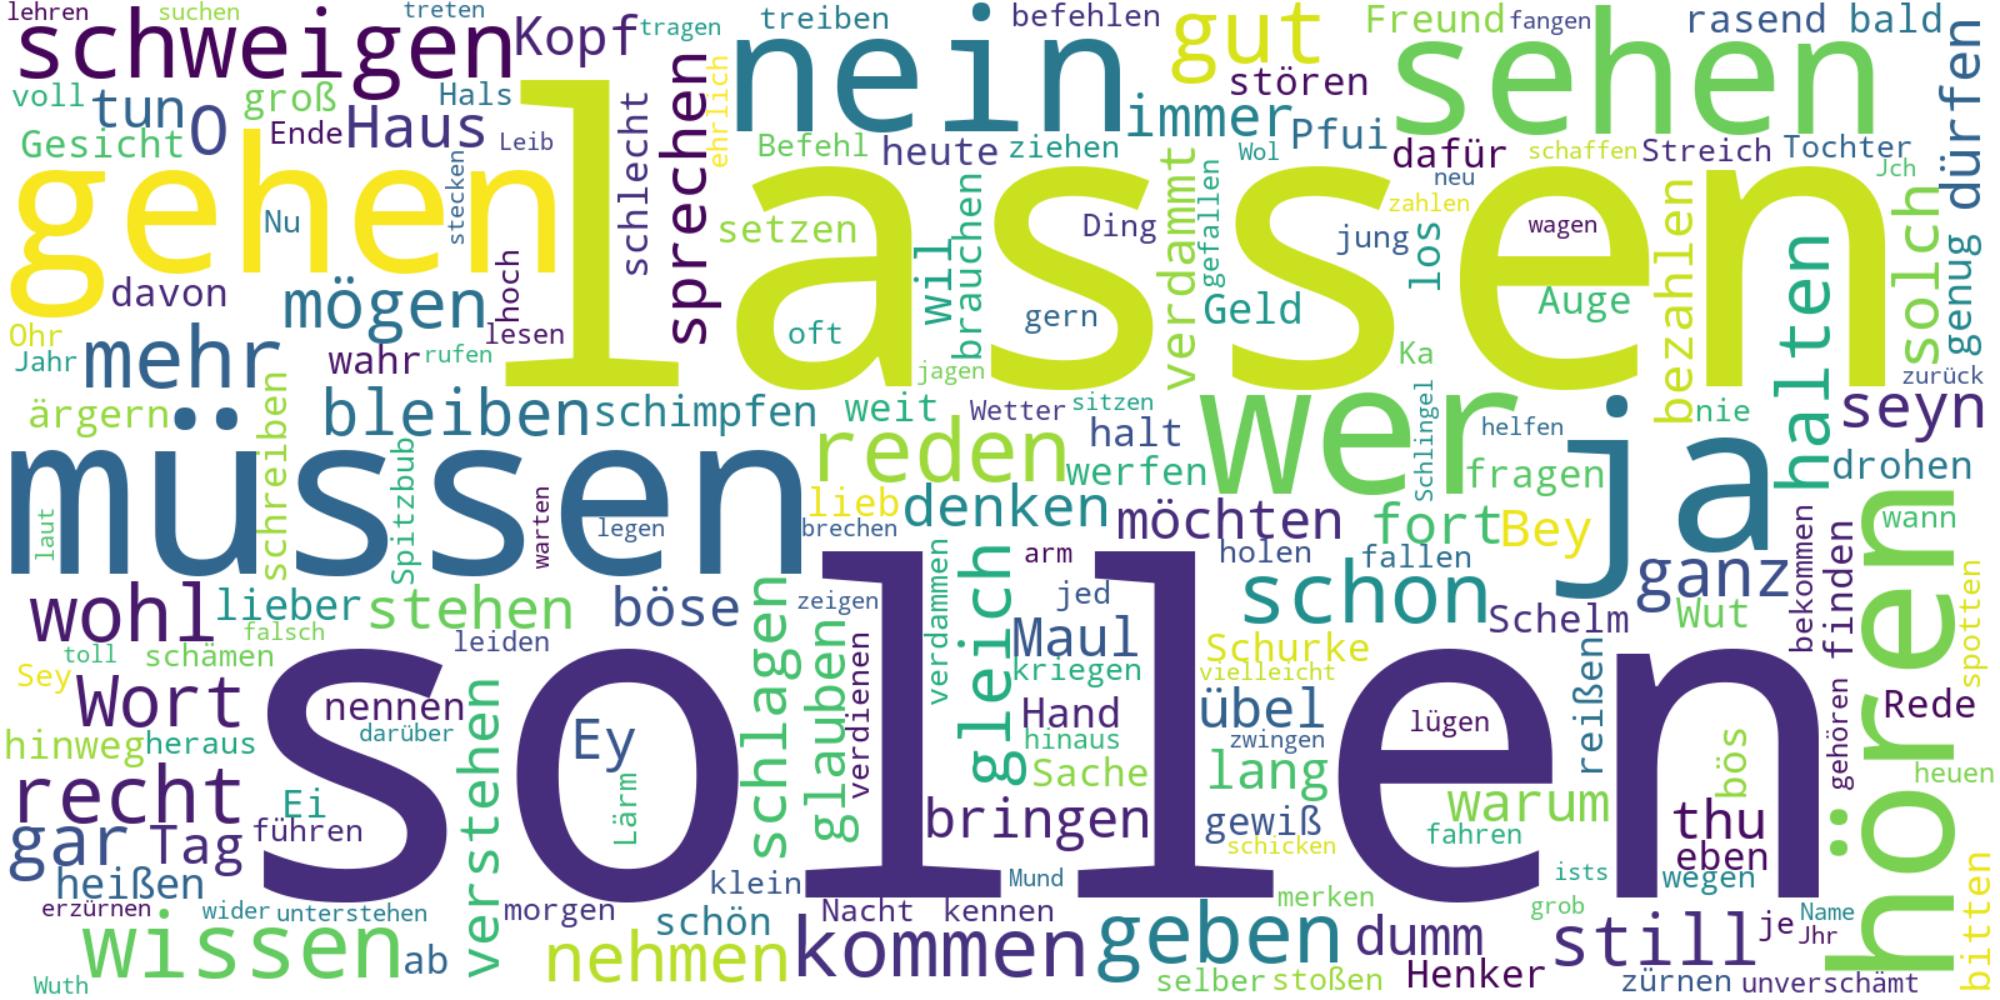 lehren suchen treten treiben befehlen gut Freund fangen rasend bald
schweigen Kopf tragen nein sehen
voll tun groß Hals stören immer Pfui dürfen
O Haus Ende Leib schlecht sprechen ehrlich
Gesicht Befehl heute ziehen Wol dafür schaffen Streich Tochter Jch
gehen lassen neu solch
Nu stecken setzen brauchen Ding verdammt gefallen zahlen wagen jung los
davon mögen hoch wil gern Geld Auge bezahlen halten genug
Ohr lesen oft
Jahr mehr wahr rufen jagen Ka zurück
ärgern bleiben schimpfen weit Wetter sitzen wer Schlingel ja nie seyn
müssen schreiben Spitzbub reden halt helfen
werfen fragen drohen
laut warten legen lieb denken möchten fort Bey wann
brechen arm holen fallen hören
wohl lieber stehen böse zeigen verdammen gleich jed schon ganz bekommen finden
falsch leiden Maul Schelm Wut spotten
toll schämen schlagen glauben Schurke
Sey kriegen vielleicht
Wort sollen nennen verdienen Hand übel lügen reißen Rede
hinweg heraus darüber Ey hinaus zwingen gehören
verstehen Sache lang bös heuen
recht Ei Lärm warum
gar Tag führen bringen gewiß fahren thu
schicken eben
heißen klein Mund ists wegen
erzürnen wider unterstehen morgen schön Nacht kennen merken grob Name bitten
wissen ab nehmen kommen geben dumm still je Jhr
Wuth selber stoßen Henker zürnen unverschämt